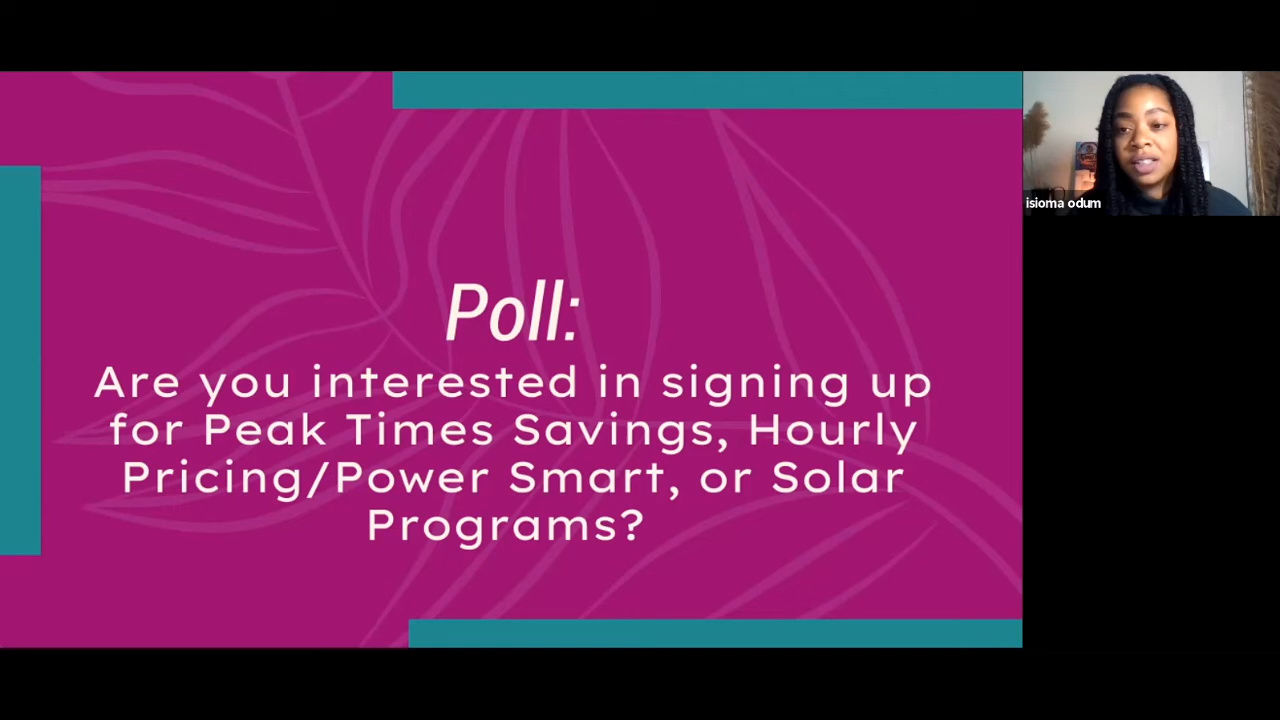 Poll:
Are you interested in signing up
for Peak Times Savings, Hourly
Pricing/Power Smart, or Solar
Programs?
isioma odum